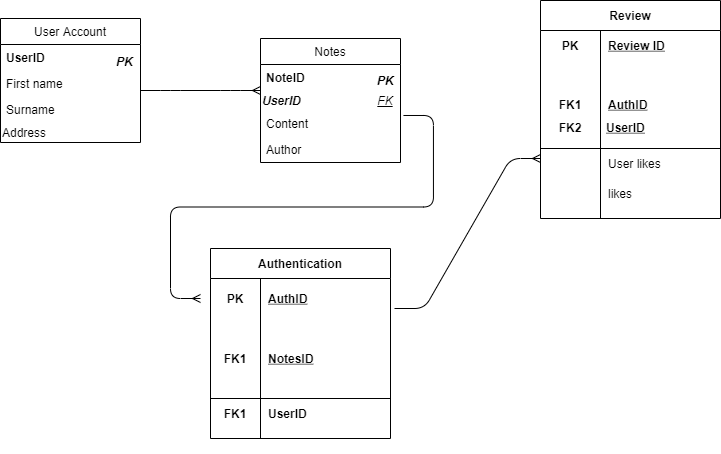 User Account
UserID PK
First name
Surname
Address
Notes
NoteID PK
UserID FK
Content
Author
Review
PK Review ID
FK1 AuthID
FK2 UserID
User likes
likes
Authentication
PK AuthID
FK1 NotesID
FK1 UserID